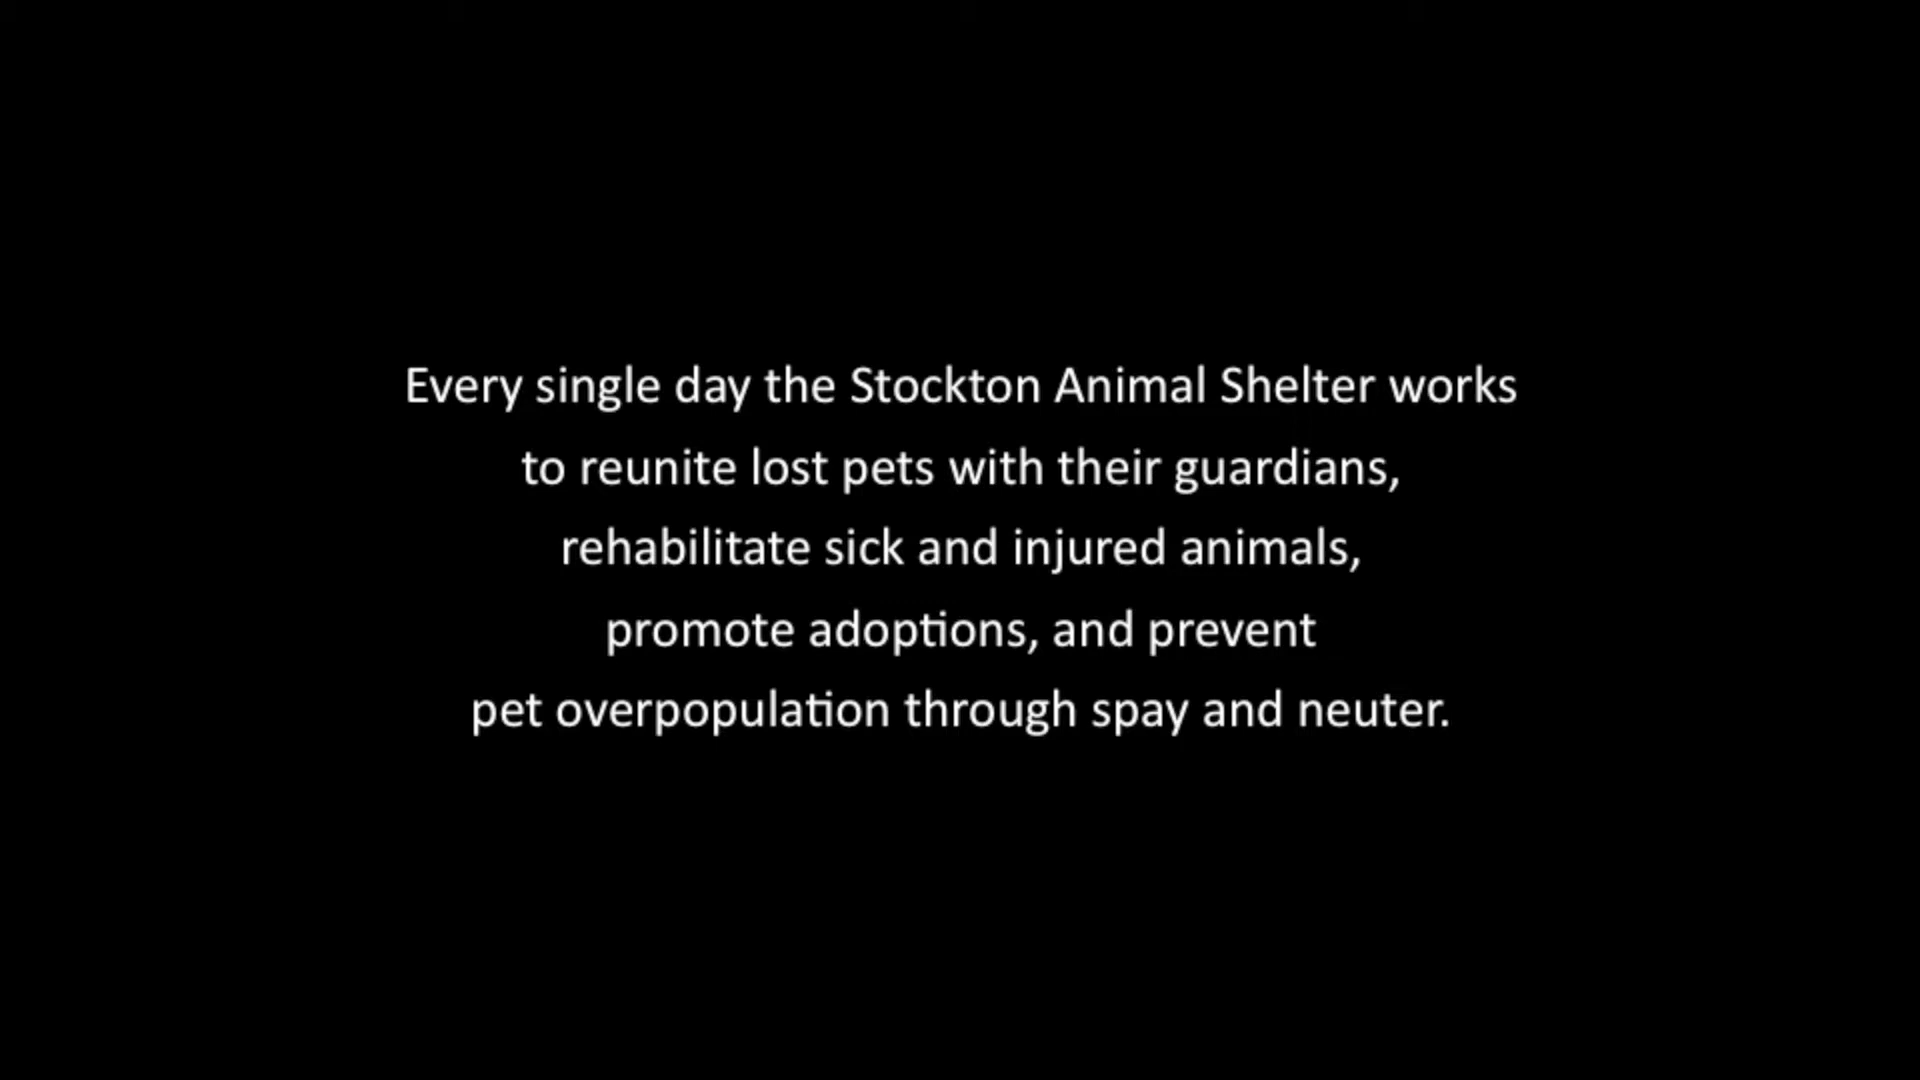 Every single day the Stockton Animal Shelter works
to reunite lost pets with their guardians,
rehabilitate sick and injured animals,
promote adoptions, and prevent
pet overpopulation through spay and neuter.